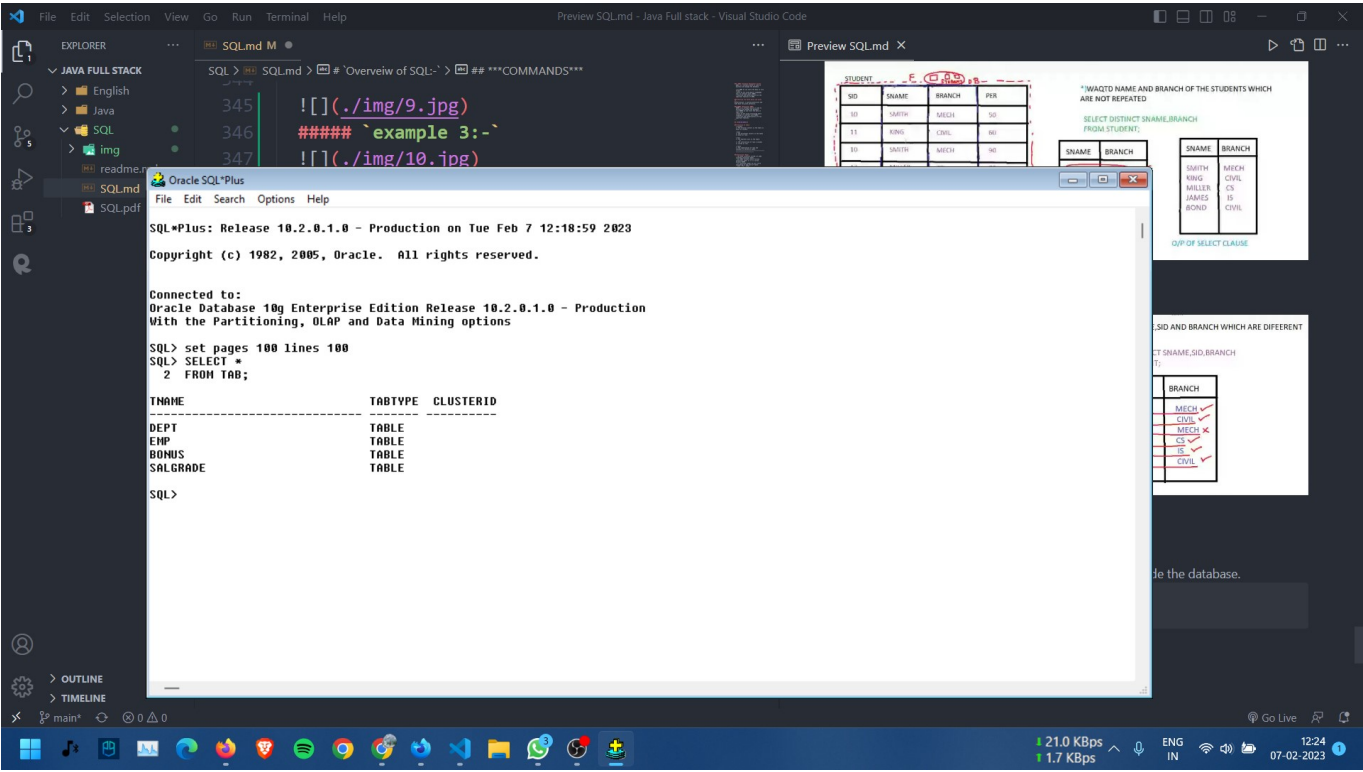 File Edit Selection View Go Run Terminal Help
Preview SQL.md - Java Full stack - Visual Studio Code
EXPLORER
JAVA FULL STACK
English
Java
SQL
img
SQL.md
SQL.pdf
OUTLINE
TIMELINE
SQL.md M
SQL > SQL.md > # `Overveiw of SQL:-` > ## ***COMMANDS***
345 ![](./img/9.jpg)
346 ##### `example 3:-`
347 ![](./img/10.jpg)
Preview SQL.md
STUDENT
SID SNAME BRANCH PER
10 SMITH MECH 50
11 KING CIVIL 60
10 SMITH MECH 90
*)WAQTD NAME AND BRANCH OF THE STUDENTS WHICH
ARE NOT REPEATED
SELECT DISTINCT SNAME,BRANCH
FROM STUDENT;
SNAME BRANCH
SNAME BRANCH
SMITH MECH
KING CIVIL
MILLER CS
JAMES IS
BOND CIVIL
O/P OF SELECT CLAUSE
Oracle SQL*Plus
File Edit Search Options Help
SQL*Plus: Release 10.2.0.1.0 - Production on Tue Feb 7 12:18:59 2023
Copyright (c) 1982, 2005, Oracle. All rights reserved.
Connected to:
Oracle Database 10g Enterprise Edition Release 10.2.0.1.0 - Production
With the Partitioning, OLAP and Data Mining options
SQL> set pages 100 lines 100
SQL> SELECT *
2 FROM TAB;
TNAME TABTYPE CLUSTERID
------------------------------ ------- ----------
DEPT TABLE
EMP TABLE
BONUS TABLE
SALGRADE TABLE
SQL>
,SID AND BRANCH WHICH ARE DIFEERENT
CT SNAME,SID,BRANCH
T;
BRANCH
MECH
CIVIL
MECH
CS
IS
CIVIL
de the database.
main* 0 0
Go Live
21.0 KBps
1.7 KBps
ENG
IN
12:24
07-02-2023